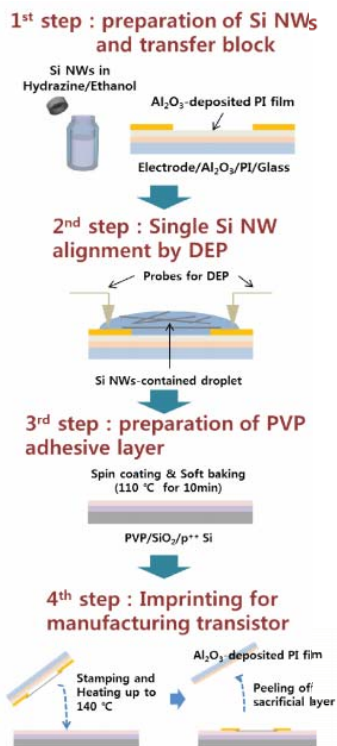 1st step : preparation of Si NWs
and transfer block
Si NWs in
Hydrazine/Ethanol
Al2O3-deposited PI film
Electrode/Al2O3/PI/Glass
2nd step : Single Si NW
alignment by DEP
Probes for DEP
Si NWs-contained droplet
3rd step : preparation of PVP
adhesive layer
Spin coating & Soft baking
(110 ℃ for 10min)
PVP/SiO2/p++ Si
4th step : Imprinting for
manufacturing transistor
Al2O3-deposited PI film
Stamping and
Heating up to
140 ℃
Peeling off
sacrificial layer